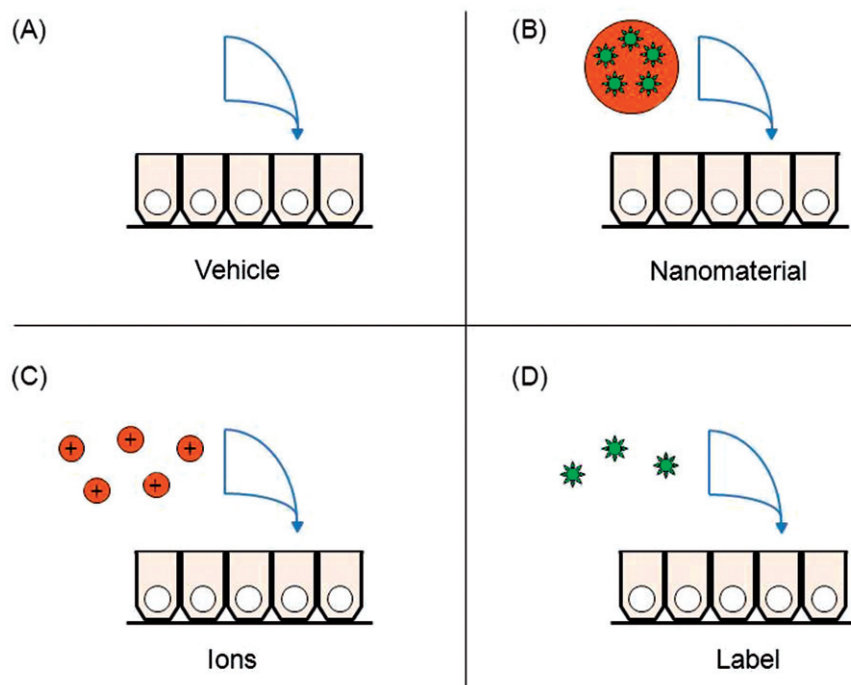 (A)
Vehicle
(B)
Nanomaterial
(C)
+ + + + +
Ions
(D)
Label